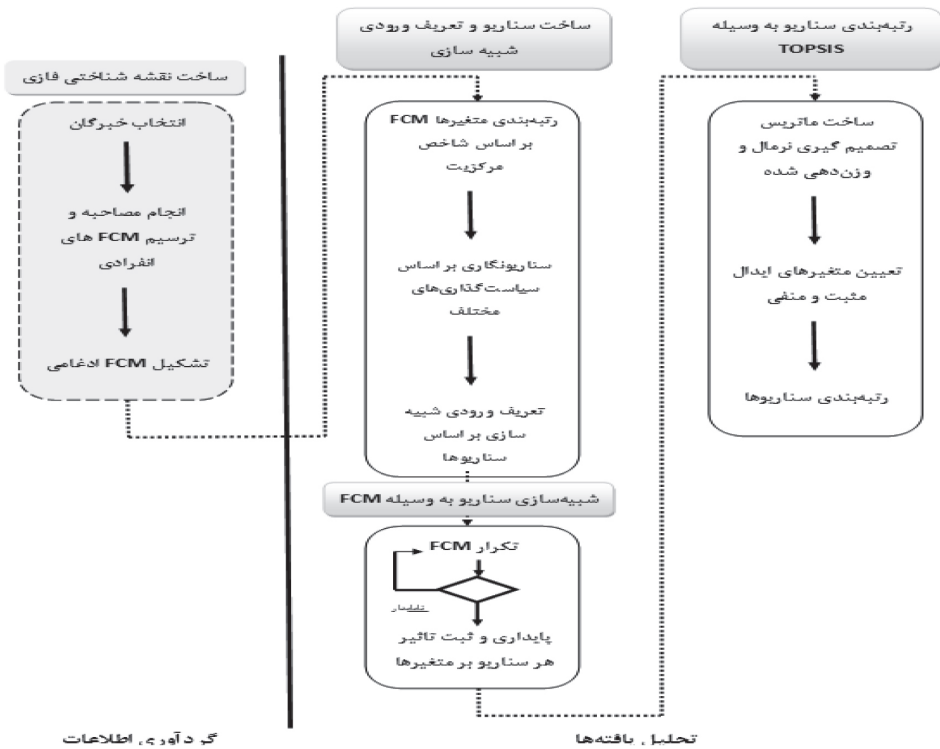 ساخت نقشه شناختی فازی
انتخاب خبرگان
انجام مصاحبه و
ترسیم FCM های
انفرادی
تشکیل FCM ادغامی
گردآوری اطلاعات
ساخت سناریو و تعریف ورودی
شبیه سازی
رتبه‌بندی متغیرها FCM
بر اساس شاخص
مرکزیت
سناریونگاری بر اساس
سیاست‌گذاری‌های
مختلف
تعریف ورودی شبیه
سازی بر اساس
سناریوها
شبیه‌سازی سناریو به وسیله FCM
تکرار FCM
ناپایدار
پایداری و ثبت تاثیر
هر سناریو بر متغیرها
رتبه‌بندی سناریو به وسیله
TOPSIS
ساخت ماتریس
تصمیم گیری نرمال و
وزن‌دهی شده
تعیین متغیرهای ایدال
مثبت و منفی
رتبه‌بندی سناریوها
تحلیل یافته‌ها